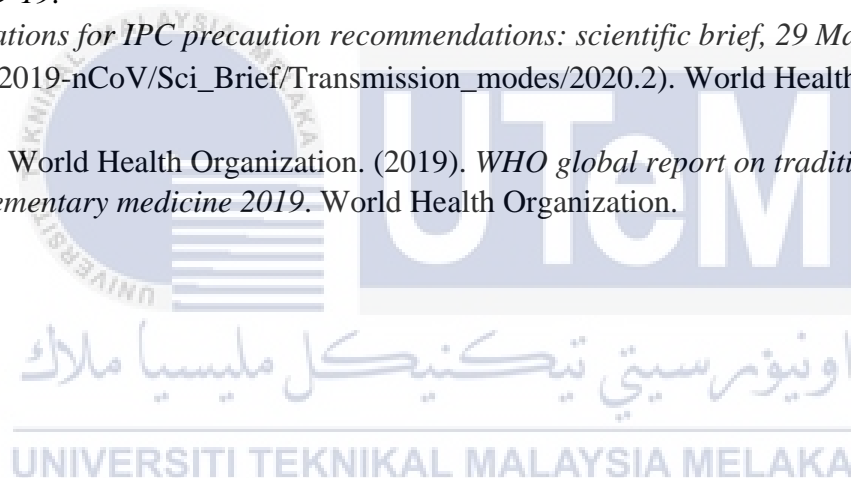 -19.
ations for IPC precaution recommendations: scientific brief, 29 Ma
2019-nCoV/Sci_Brief/Transmission_modes/2020.2). World Health
World Health Organization. (2019). WHO global report on traditi
ementary medicine 2019. World Health Organization.
UTeM
اونيۏرسيتي تيكنيكل مليسيا ملاك
UNIVERSITI TEKNIKAL MALAYSIA MELAKA